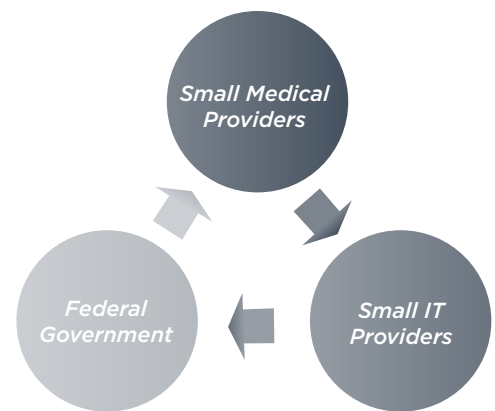 Small Medical
Providers
Federal
Government
Small IT
Providers